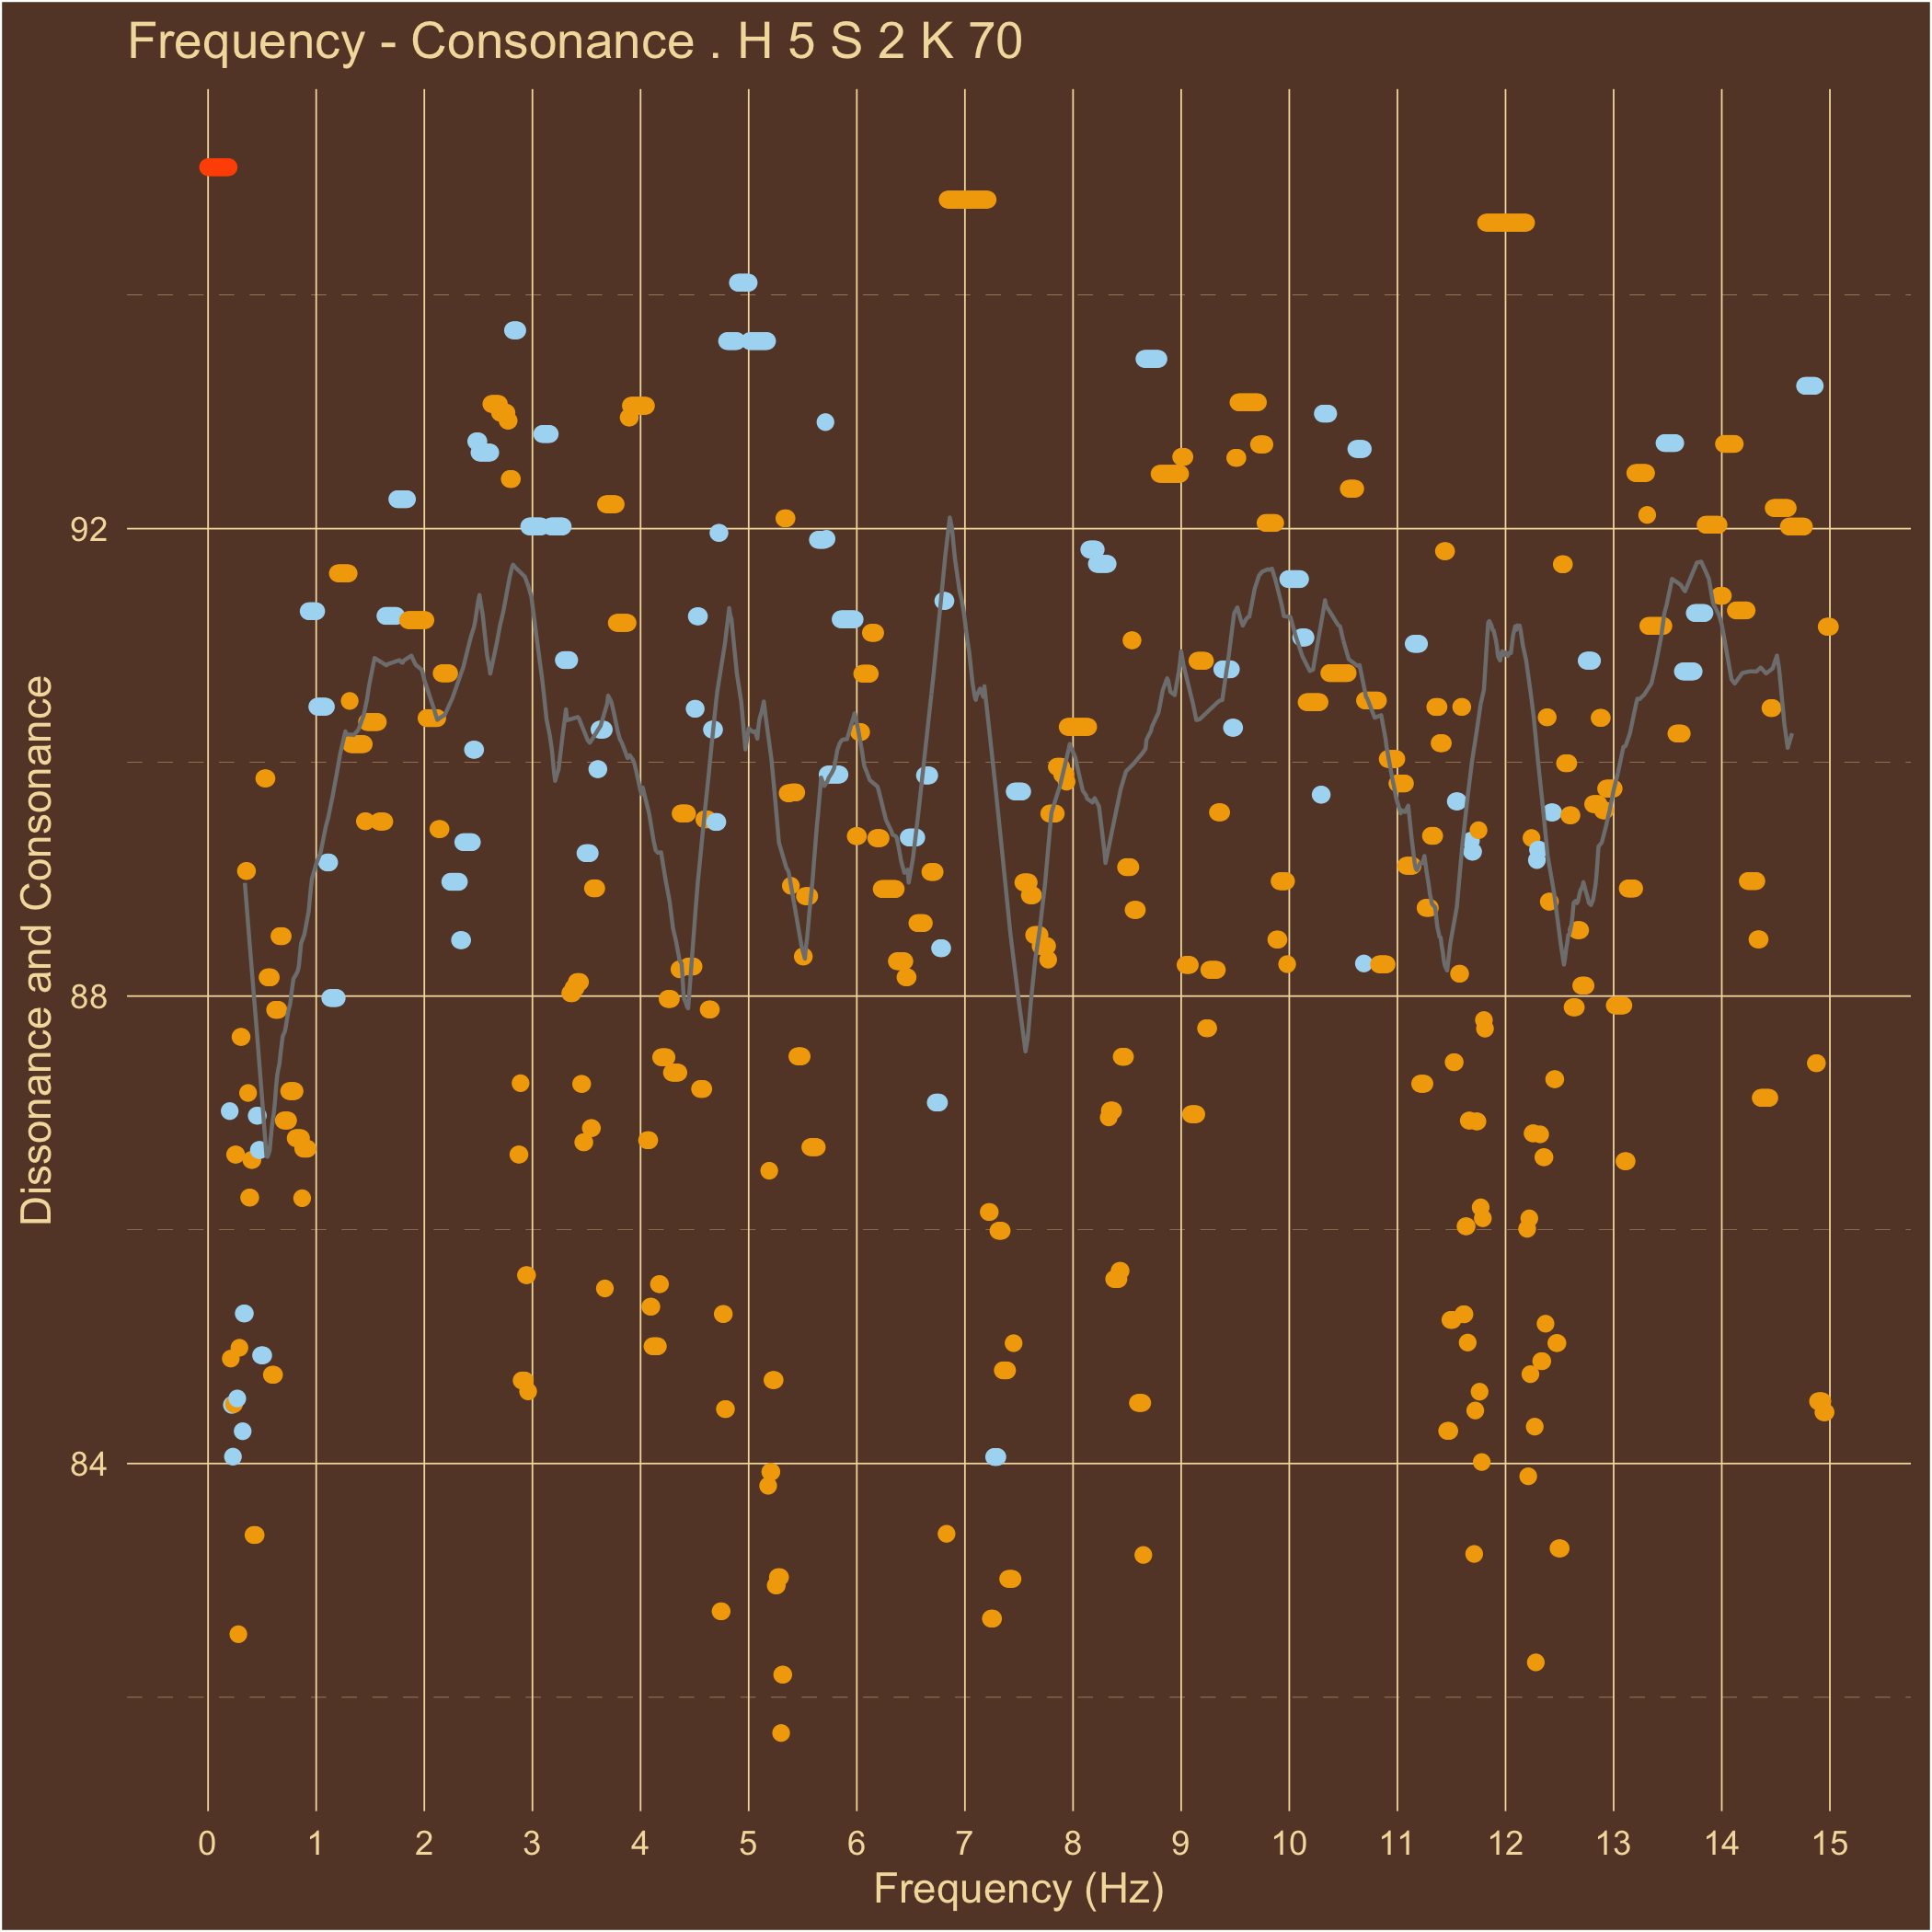 Frequency - Consonance . H 5 S 2 K 70
Dissonance and Consonance
92
88
84
0 1 2 3 4 5 6 7 8 9 10 11 12 13 14 15
Frequency (Hz)